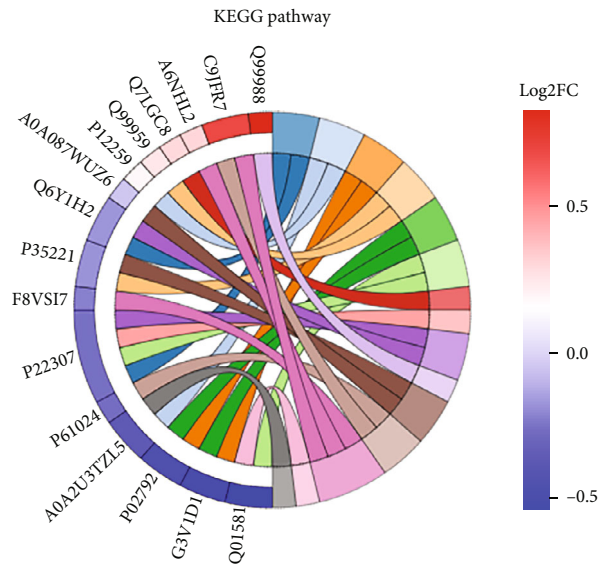 KEGG pathway
Q99988
C9JFR7
A6NHL2
Q7LGC8
Q99959
P12259
A0A087WUZ6
Q6Y1H2
P35221
F8VSI7
P22307
P61024
A0A2U3TZL5
P02792
G3V1D1
Q01581
Log2FC
0.5
0.0
–0.5